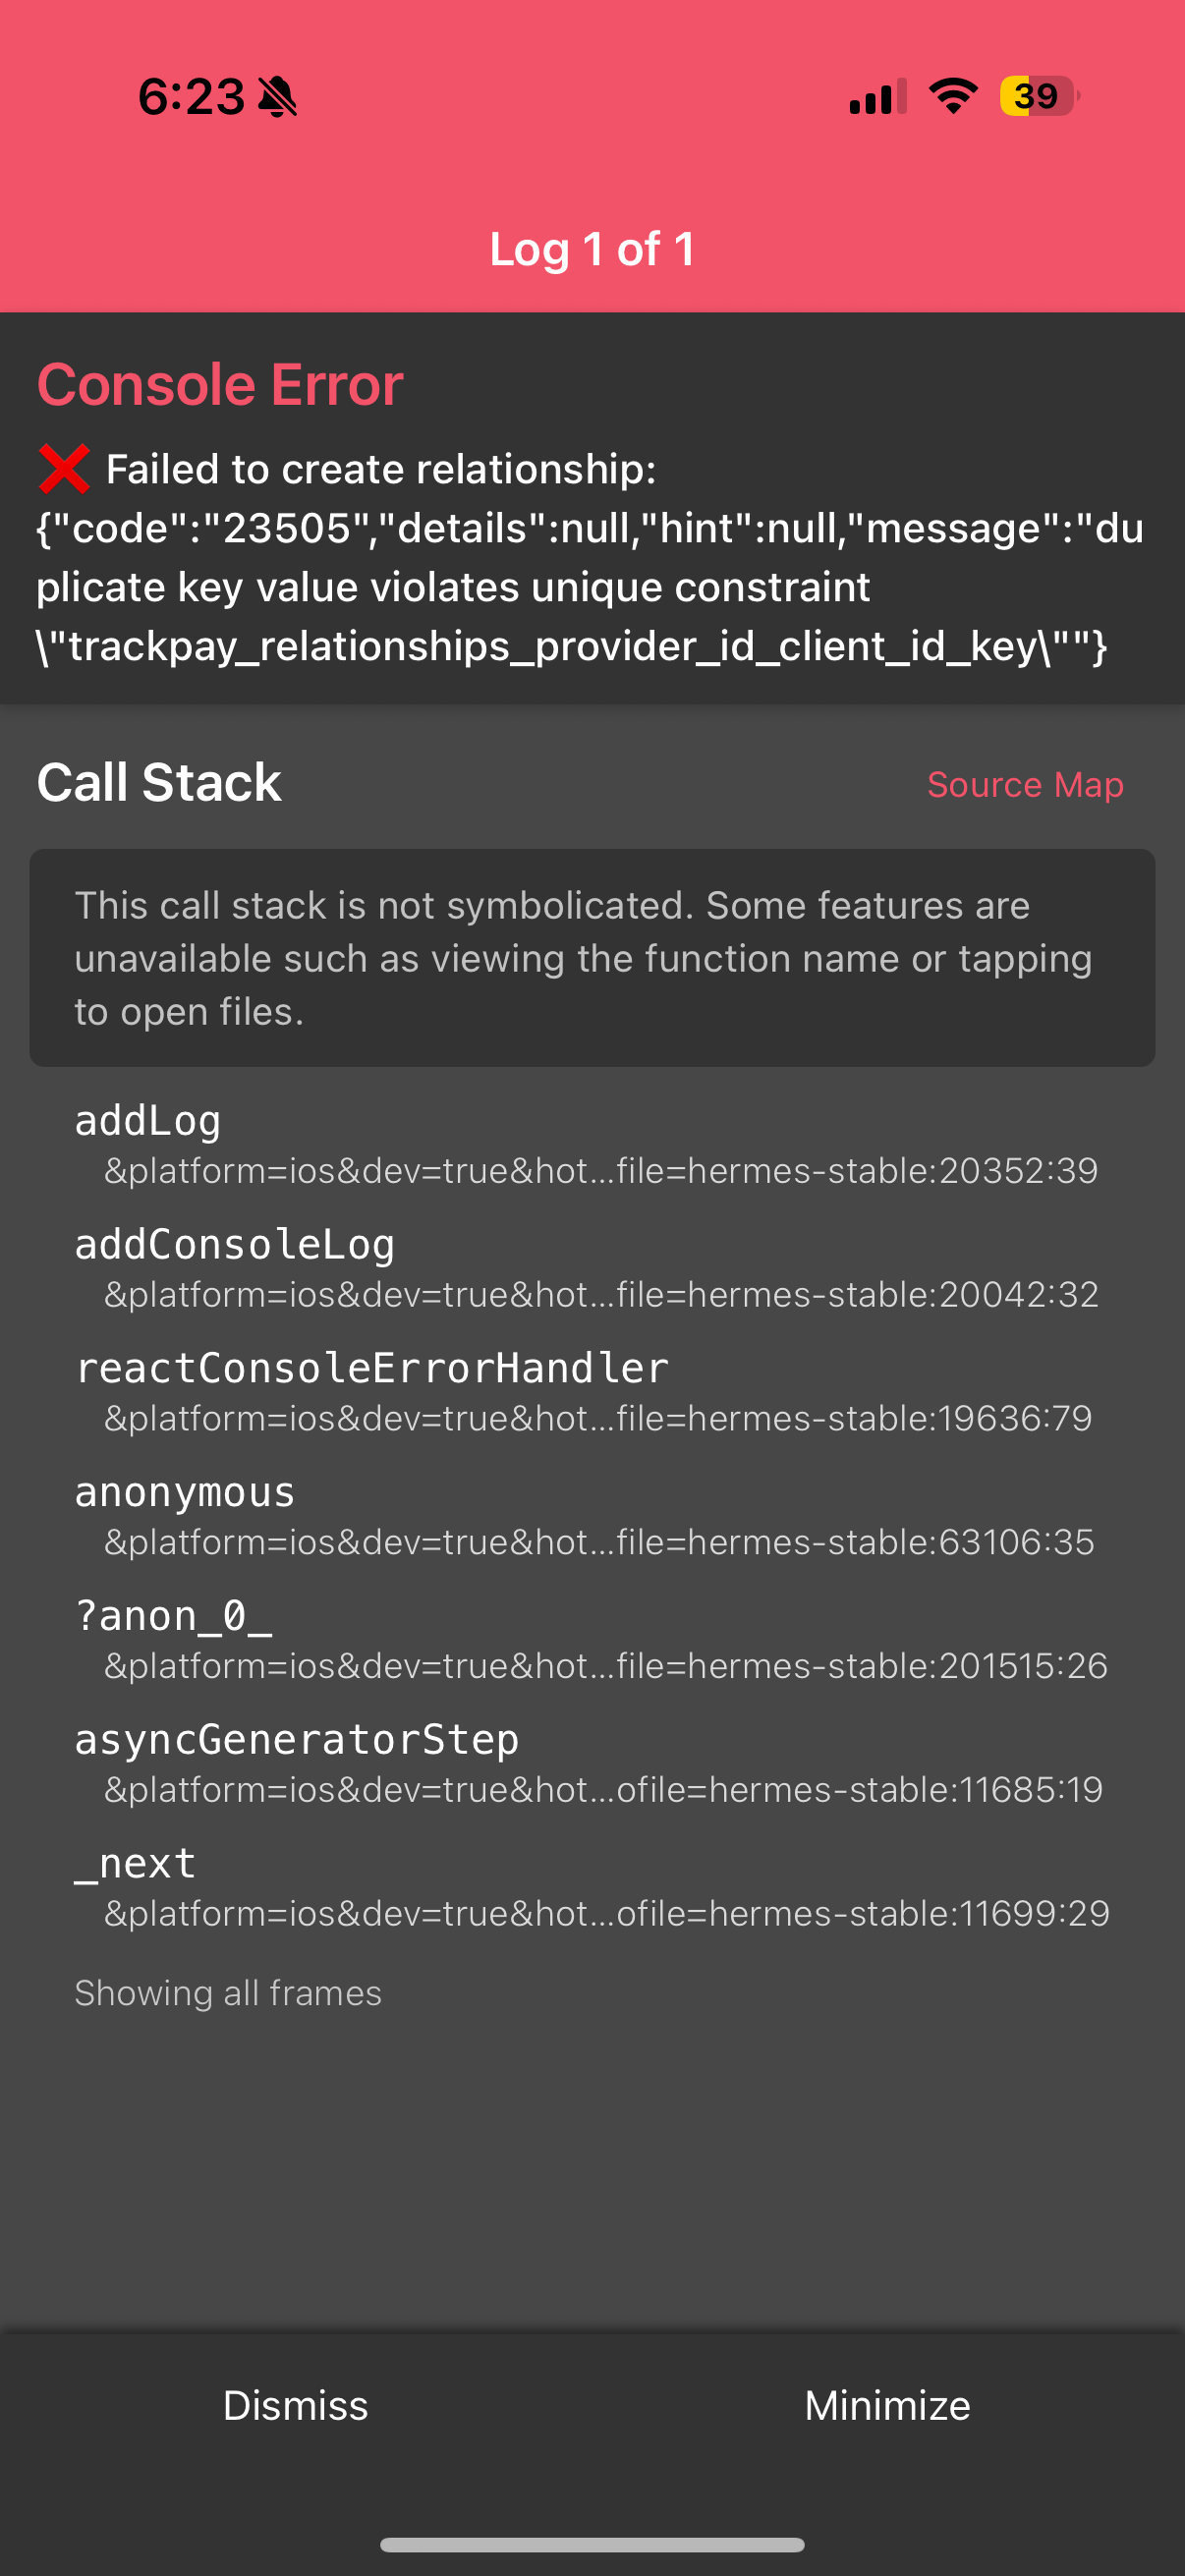 6:23
39
Log 1 of 1
Console Error
❌ Failed to create relationship:
{"code":"23505","details":null,"hint":null,"message":"du
plicate key value violates unique constraint
\"trackpay_relationships_provider_id_client_id_key\""}
Call Stack
Source Map
This call stack is not symbolicated. Some features are
unavailable such as viewing the function name or tapping
to open files.
addLog
&platform=ios&dev=true&hot...file=hermes-stable:20352:39
addConsoleLog
&platform=ios&dev=true&hot...file=hermes-stable:20042:32
reactConsoleErrorHandler
&platform=ios&dev=true&hot...file=hermes-stable:19636:79
anonymous
&platform=ios&dev=true&hot...file=hermes-stable:63106:35
?anon_0_
&platform=ios&dev=true&hot...file=hermes-stable:201515:26
asyncGeneratorStep
&platform=ios&dev=true&hot...ofile=hermes-stable:11685:19
_next
&platform=ios&dev=true&hot...ofile=hermes-stable:11699:29
Showing all frames
Dismiss
Minimize